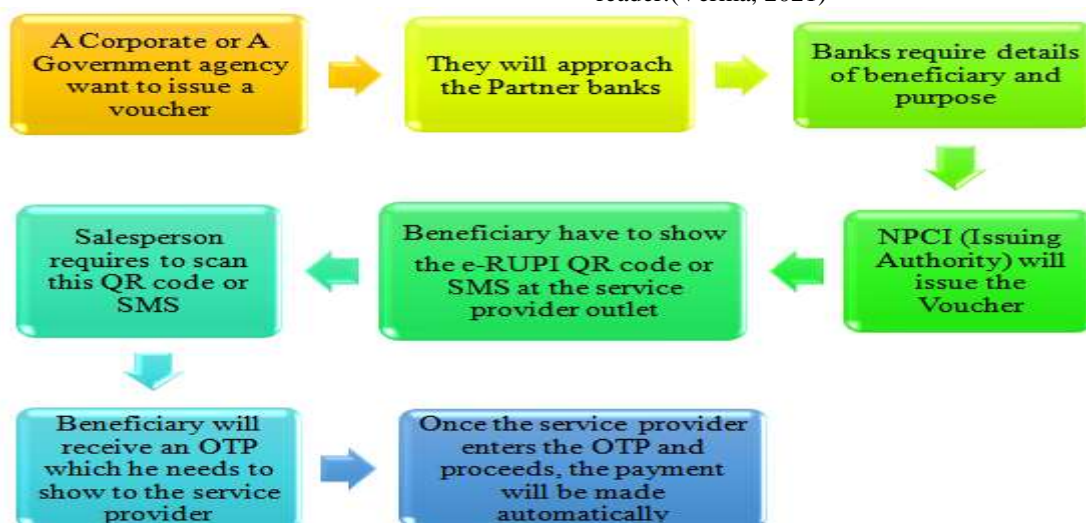 reader.(Verma, 2021)
A Corporate or A
Government agency
want to issue a
voucher
They will approach
the Partner banks
Banks require details
of beneficiary and
purpose
NPCI (Issuing
Authority) will
issue the
Voucher
Beneficiary have to show
the e-RUPI QR code or
SMS at the service
provider outlet
Salesperson
requires to scan
this QR code or
SMS
Beneficiary will
receive an OTP
which he needs to
show to the service
provider
Once the service provider
enters the OTP and
proceeds, the payment
will be made
automatically